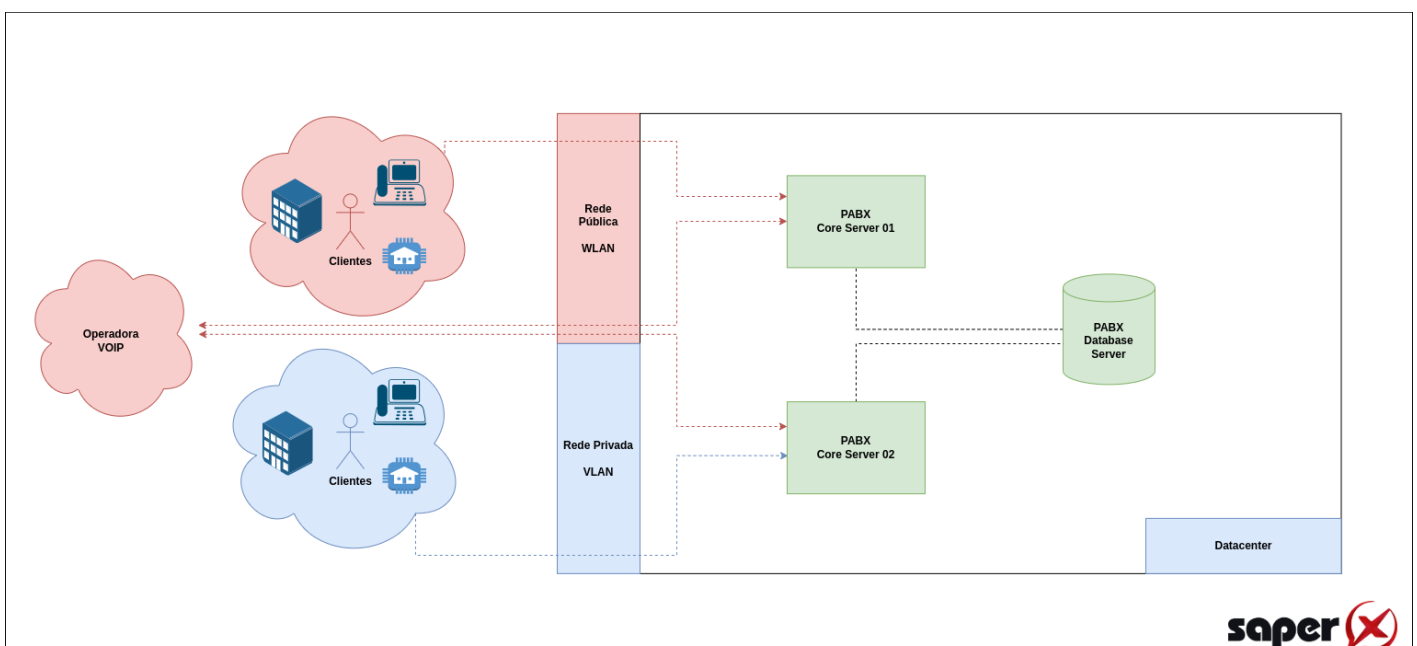 Rede
Pública
WLAN
PABX
Core Server 01
Clientes
Operadora
VOIP
PABX
Database
Server
Rede Privada
VLAN
PABX
Core Server 02
Clientes
Datacenter
saper X